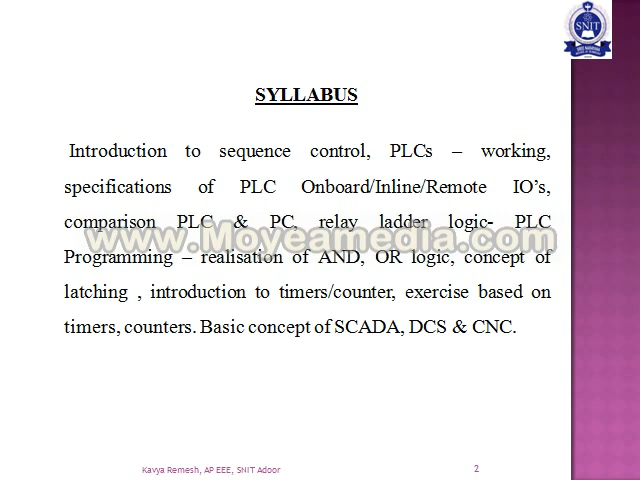 SNIT
SYLLABUS
Introduction to sequence control, PLCs – working,
specifications of PLC Onboard/Inline/Remote IO’s,
comparison PLC & PC, relay ladder logic- PLC
www.Moyeamedia.com
Programming – realisation of AND, OR logic, concept of
latching , introduction to timers/counter, exercise based on
timers, counters. Basic concept of SCADA, DCS & CNC.
Kavya Remesh, AP EEE, SNIT Adoor
2